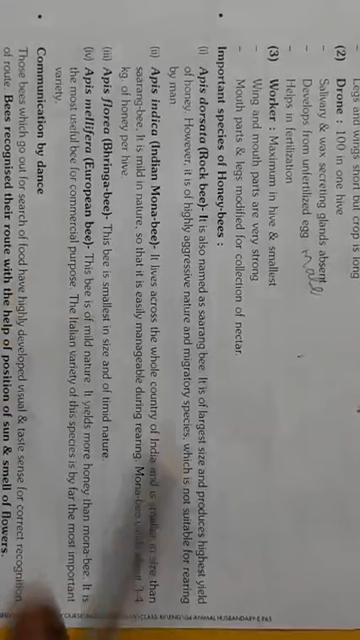 Leg and wings short but crop is long
(2) Drone : 100 in one hive
– Salivary & wax secreting glands absent
– Develops from unfertilized egg male
– Helps in fertilization
(3) Worker : Maximum in hive & smallest
– Wing and mouth parts are very strong
– Mouth parts & legs modified for collection of nectar.
• Important species of Honey-bees :
(i) Apis dorsata (Rock bee)- It is also named as saarang bee. It is of largest size and produces highest yield
of honey. However, it is of highly aggressive nature and migratory species, which is not suitable for rearing
by man
(ii) Apis indica (Indian Mona-bee)- It lives across the whole country of India and is smaller in size than
saarang-bee. It is mild in nature, so that it is easily manageable during rearing. Mona-bee 3-4
kg. of honey per hive.
(iii) Apis florea (Bhringa-bee)- This bee is smallest in size and of timid nature.
(iv) Apis mellifera (European bee)- This bee is of mild nature. It yields more honey than mona-bee. It is
the most useful bee for commercial purpose. The Italian variety of this species is by far the most important
variety.
• Communication by dance
Those bees which go out for search of food have highly developed visual & taste sense for correct recognition
of route. Bees recognised their route with the help of position of sun & smell of flowers.
ANIMAL HUSBANDARY-E.P65